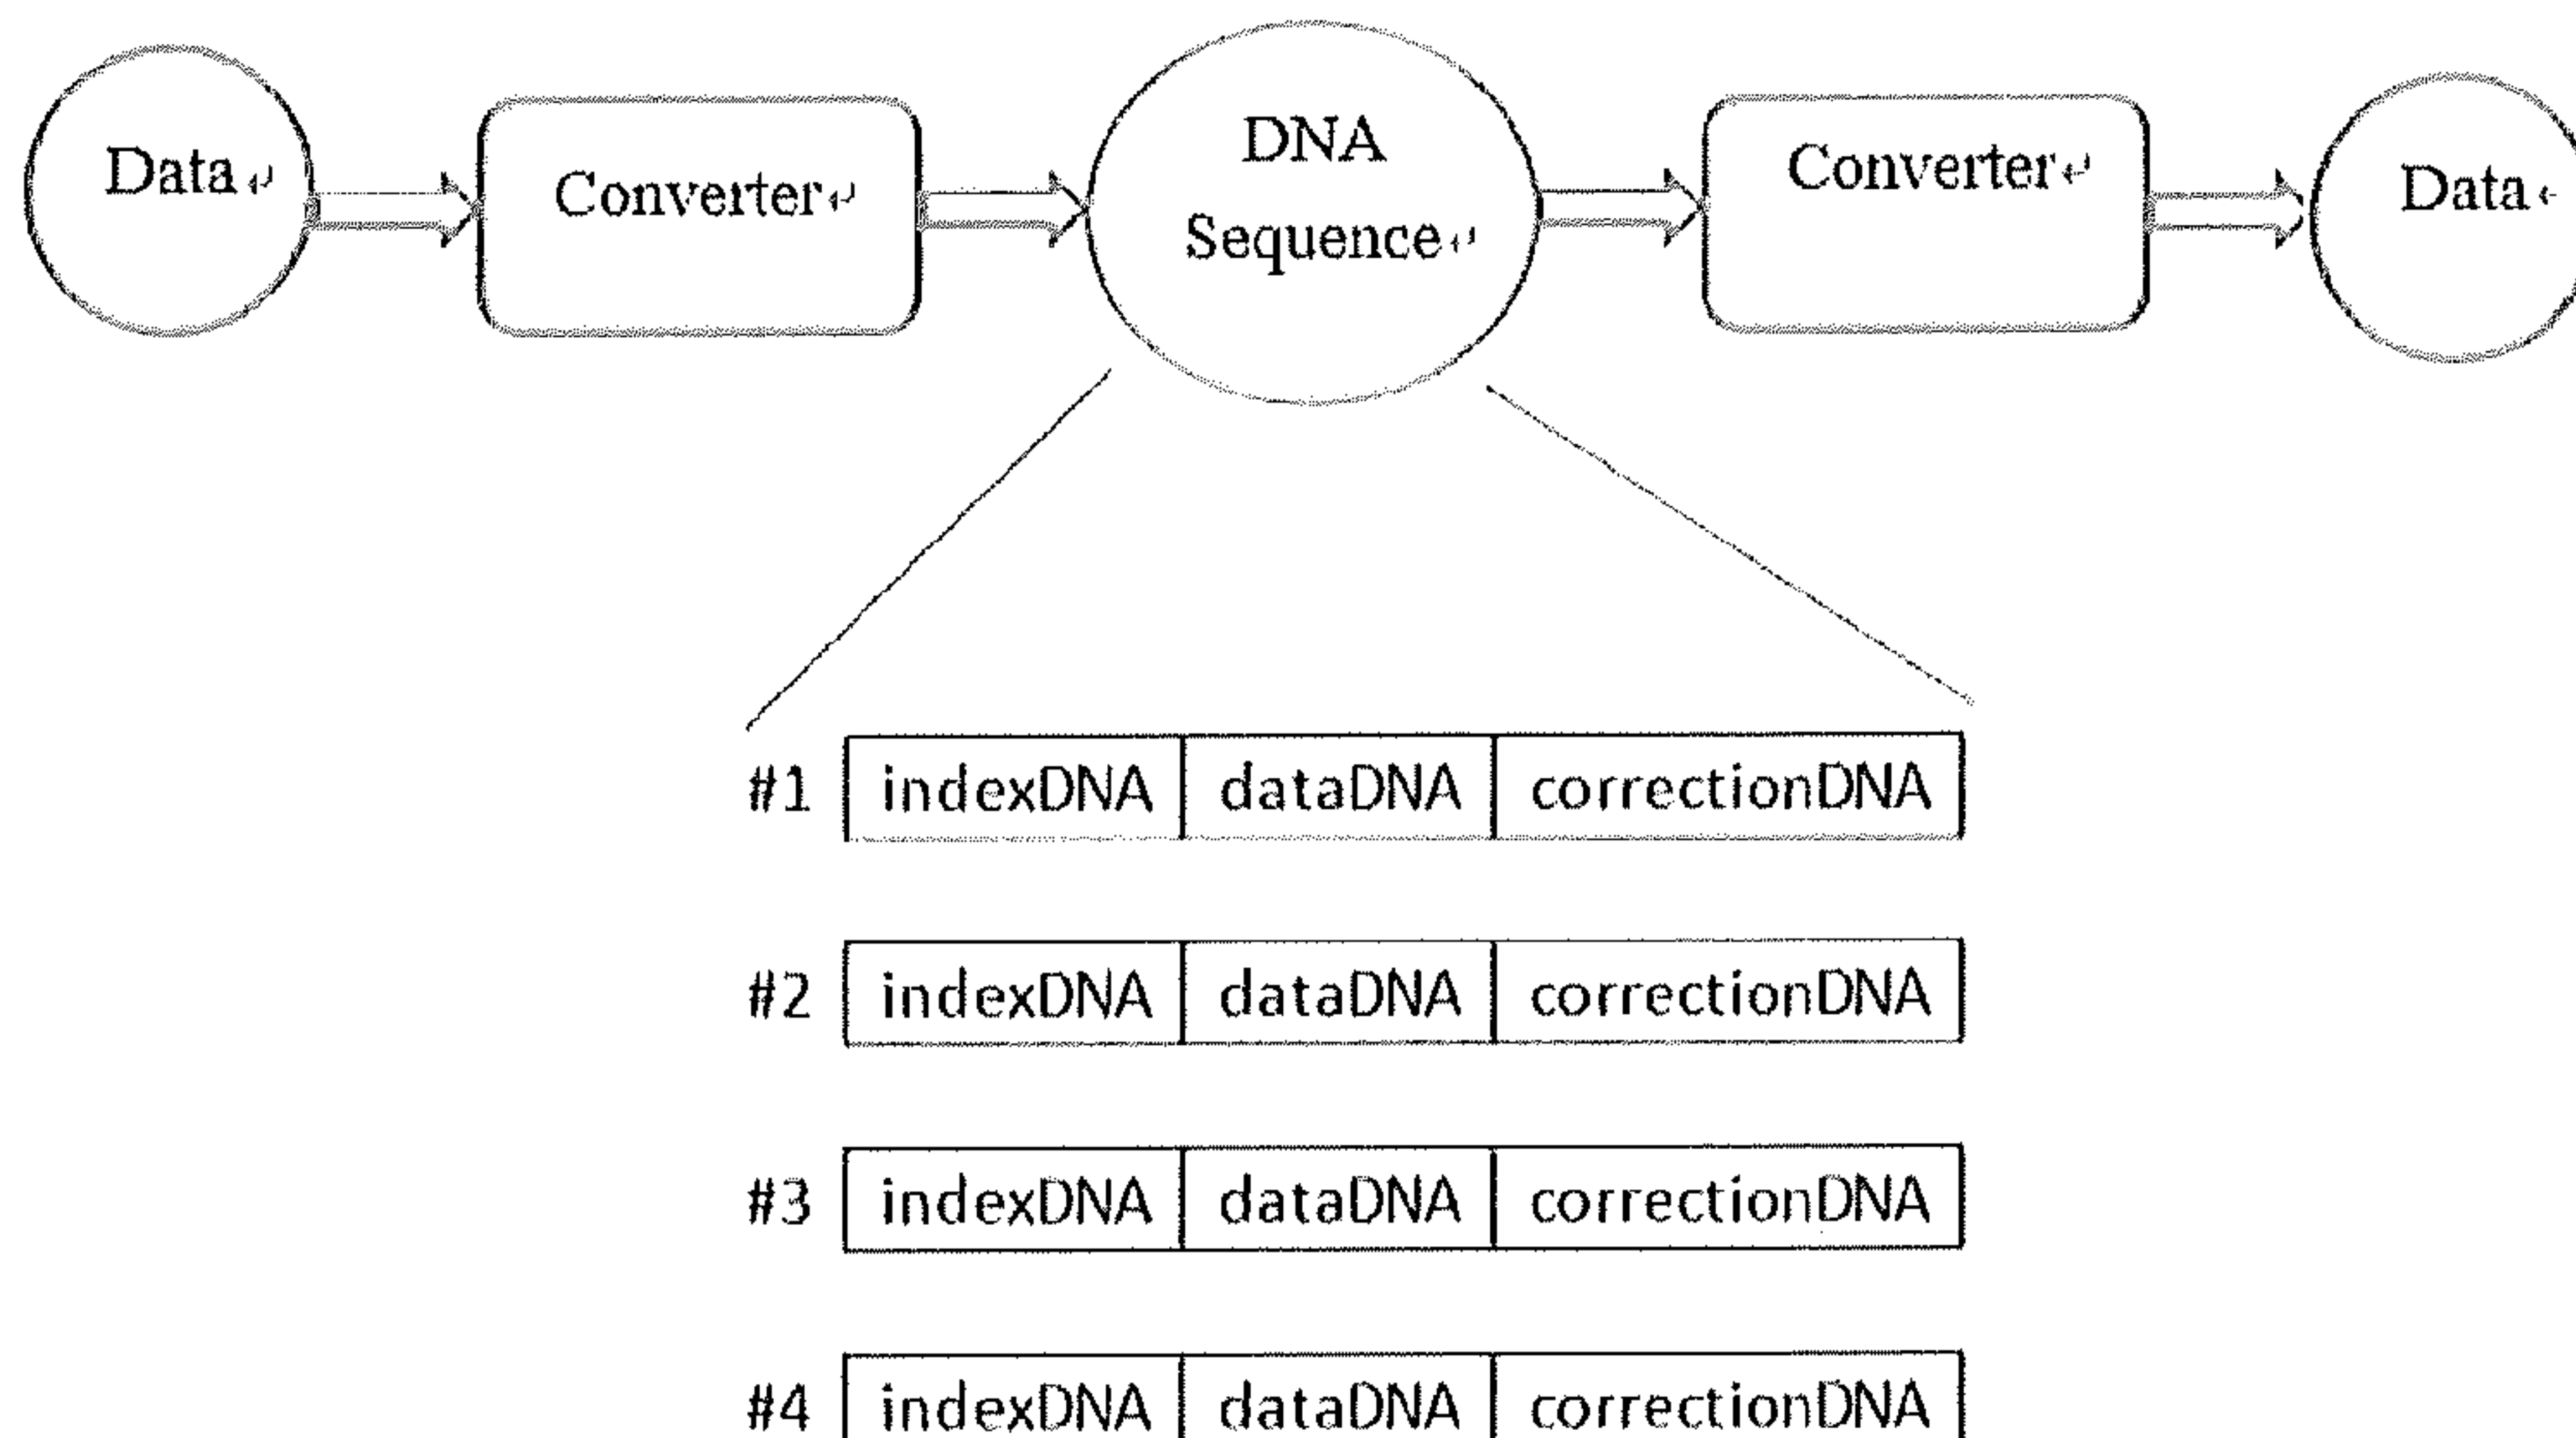 Data↵
Converter↵
DNA
Sequence↵
Converter↵
Data←
#1 indexDNA dataDNA correctionDNA
#2 indexDNA dataDNA correctionDNA
#3 indexDNA dataDNA correctionDNA
#4 indexDNA dataDNA correctionDNA